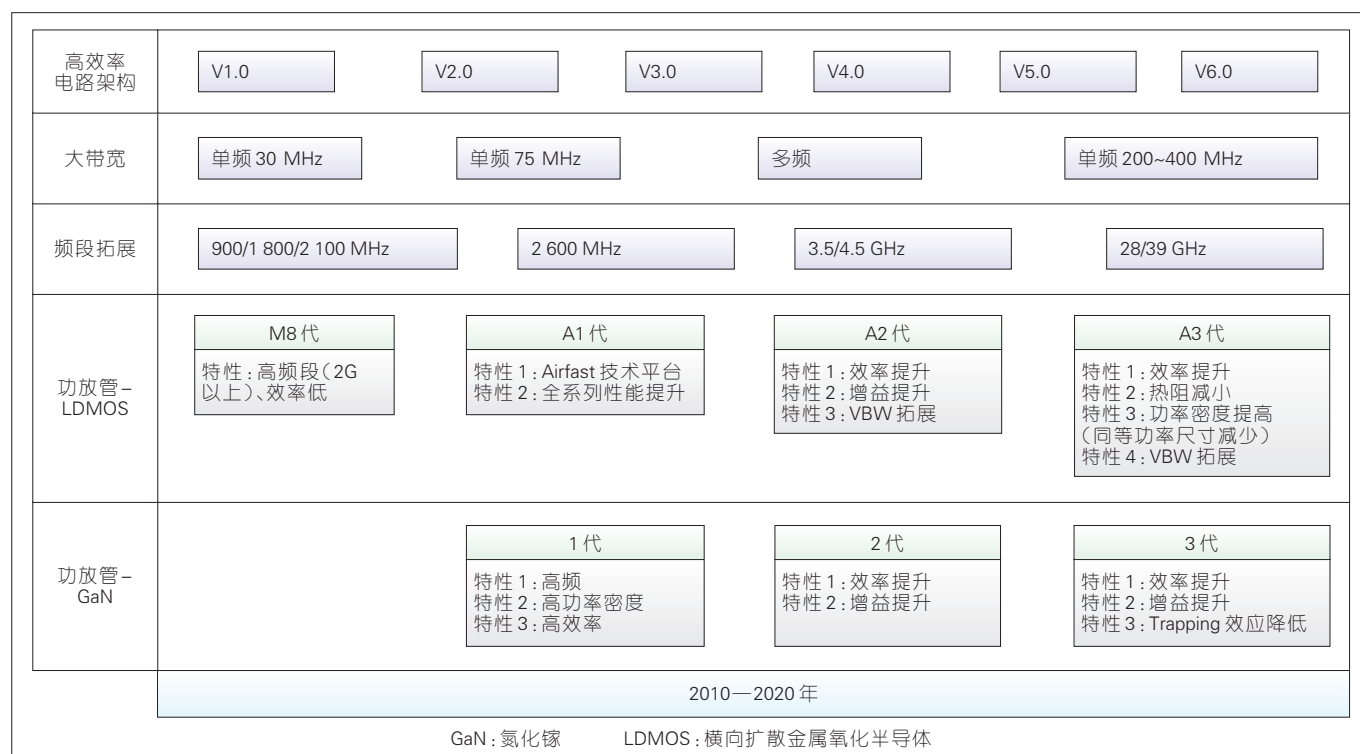 高效率
电路架构
V1.0
V2.0
V3.0
V4.0
V5.0
V6.0
大带宽
单频 30 MHz
单频 75 MHz
多频
单频 200~400 MHz
频段拓展
900/1 800/2 100 MHz
2 600 MHz
3.5/4.5 GHz
28/39 GHz
功放管–
LDMOS
M8 代
特性:高频段(2G
以上)、效率低
A1 代
特性 1:Airfast 技术平台
特性 2:全系列性能提升
A2 代
特性 1:效率提升
特性 2:增益提升
特性 3:VBW 拓展
A3 代
特性 1:效率提升
特性 2:热阻减小
特性 3:功率密度提高
(同等功率尺寸减少)
特性 4:VBW 拓展
功放管–
GaN
1 代
特性 1:高频
特性 2:高功率密度
特性 3:高效率
2 代
特性 1:效率提升
特性 2:增益提升
3 代
特性 1:效率提升
特性 2:增益提升
特性 3:Trapping 效应降低
2010—2020 年
GaN:氮化镓 LDMOS:横向扩散金属氧化半导体